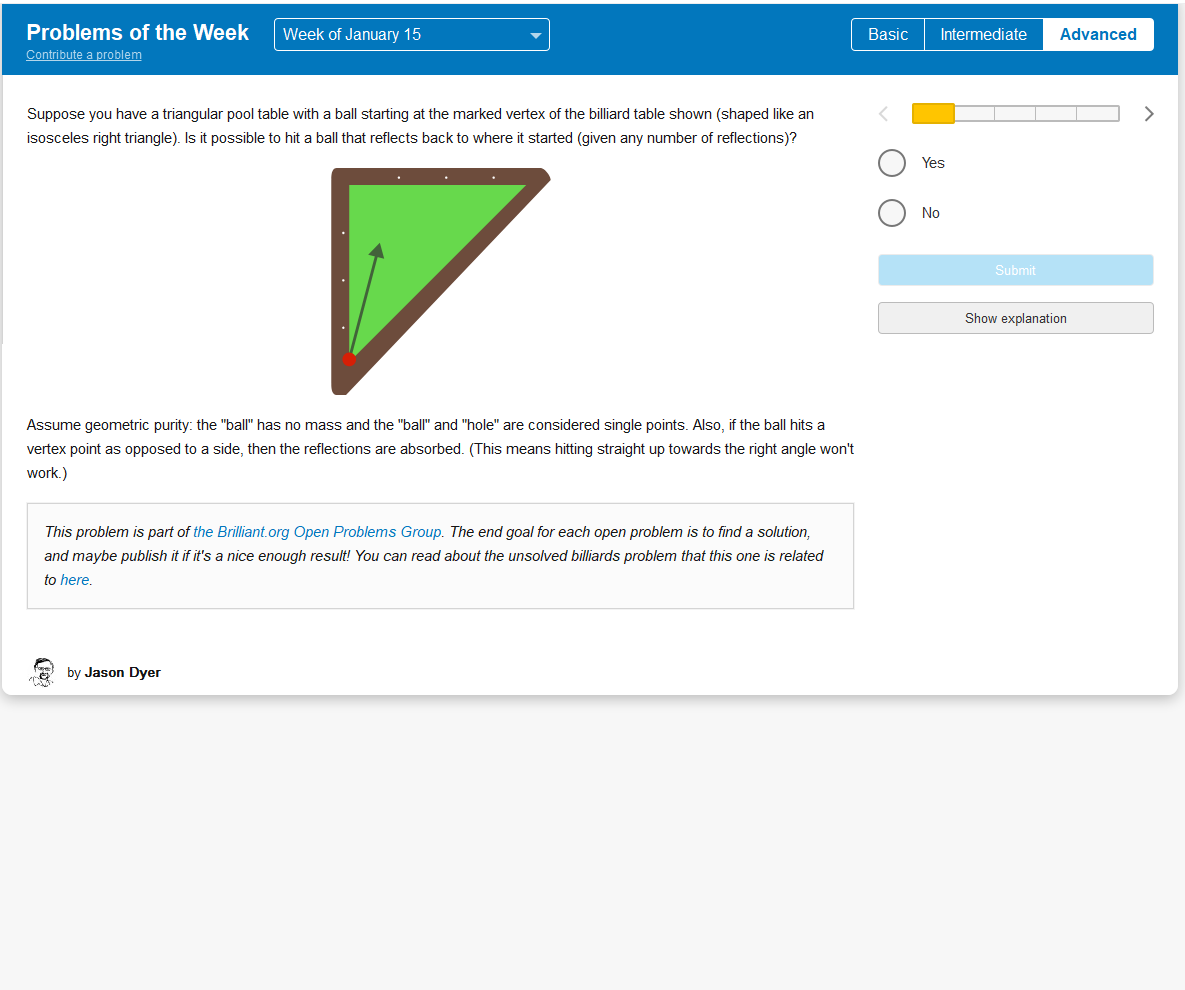 Problems of the Week
Contribute a problem
Week of January 15
Basic
Intermediate
Advanced
Suppose you have a triangular pool table with a ball starting at the marked vertex of the billiard table shown (shaped like an
isosceles right triangle). Is it possible to hit a ball that reflects back to where it started (given any number of reflections)?
Yes
No
Submit
Show explanation
Assume geometric purity: the "ball" has no mass and the "ball" and "hole" are considered single points. Also, if the ball hits a
vertex point as opposed to a side, then the reflections are absorbed. (This means hitting straight up towards the right angle won't
work.)
This problem is part of the Brilliant.org Open Problems Group. The end goal for each open problem is to find a solution,
and maybe publish it if it's a nice enough result! You can read about the unsolved billiards problem that this one is related
to here.
by Jason Dyer